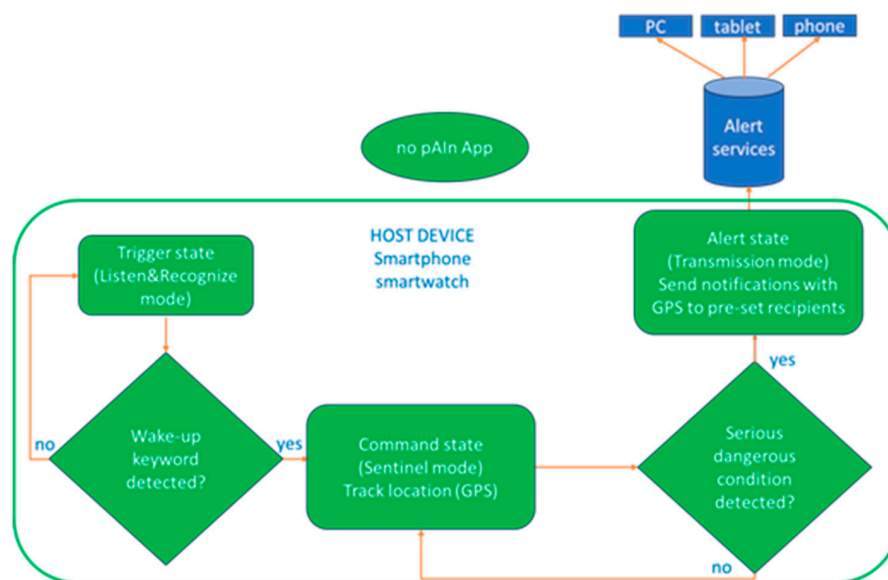 PC
tablet
phone
Alert
services
no pAIn App
HOST DEVICE
Smartphone
smartwatch
Trigger state
(Listen&Recognize
mode)
Alert state
(Transmission mode)
Send notifications with
GPS to pre-set recipients
yes
no
Wake-up
keyword
detected?
yes
Command state
(Sentinel mode)
Track location (GPS)
Serious
dangerous
condition
detected?
no